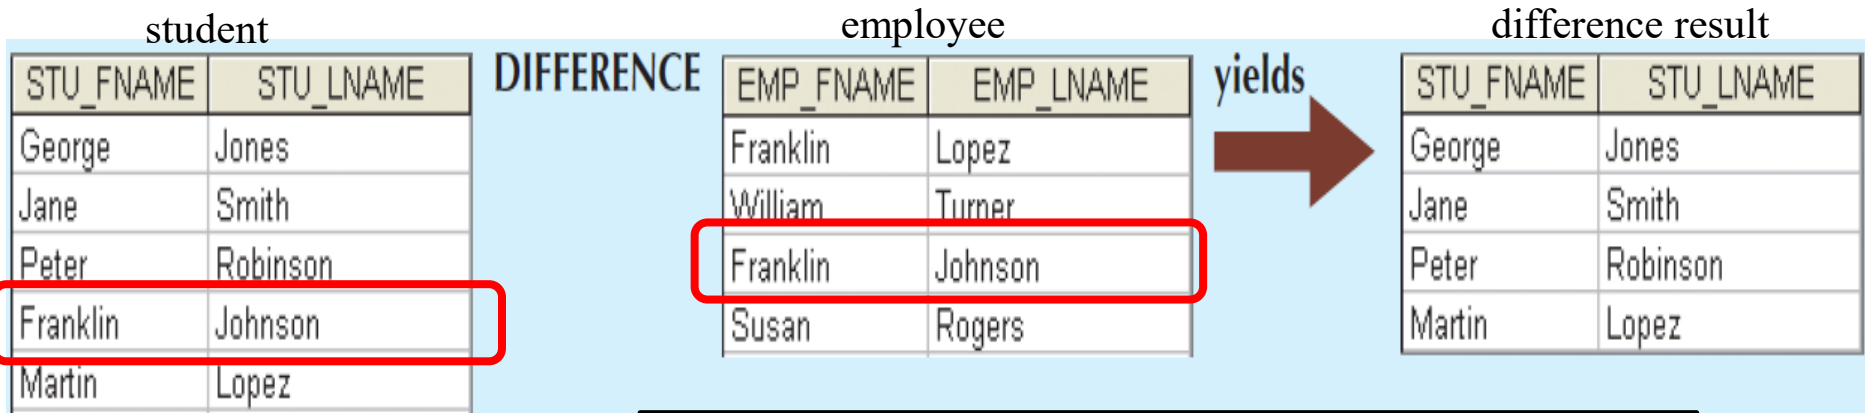 student
DIFFERENCE
employee
yields
difference result
STU_FNAME STU_LNAME
George Jones
Jane Smith
Peter Robinson
Franklin Johnson
Martin Lopez
EMP_FNAME EMP_LNAME
Franklin Lopez
William Turner
Franklin Johnson
Susan Rogers
STU_FNAME STU_LNAME
George Jones
Jane Smith
Peter Robinson
Martin Lopez